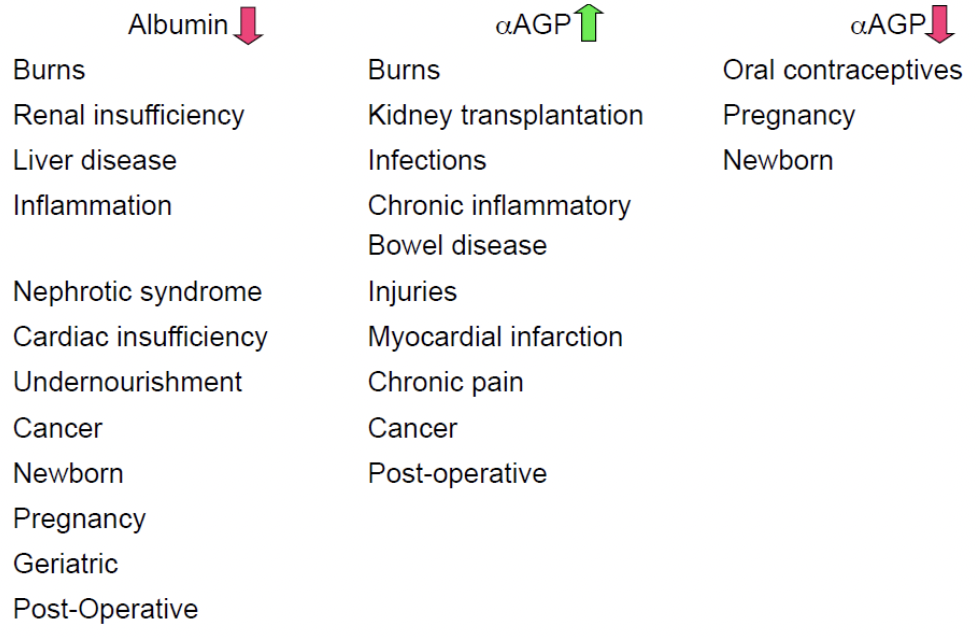 Albumin αAGP αAGP
Burns Burns Oral contraceptives
Renal insufficiency Kidney transplantation Pregnancy
Liver disease Infections Newborn
Inflammation Chronic inflammatory
Bowel disease
Nephrotic syndrome Injuries
Cardiac insufficiency Myocardial infarction
Undernourishment Chronic pain
Cancer Cancer
Newborn Post-operative
Pregnancy
Geriatric
Post-Operative